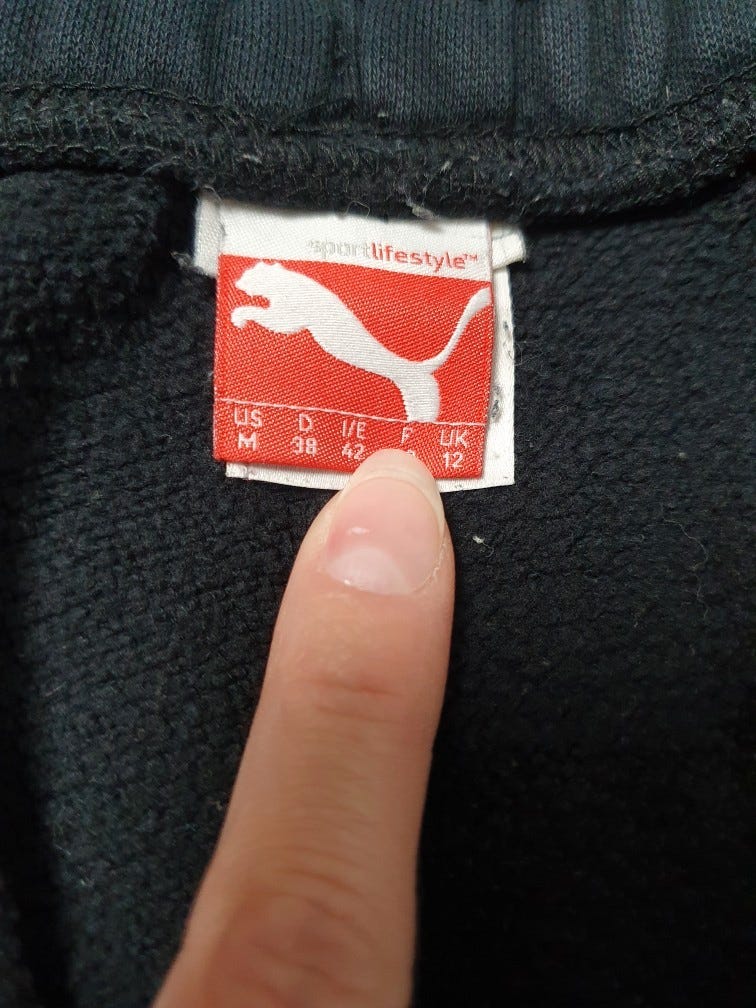 sportlifestyle™
US D I/E F UK
M 38 42 12